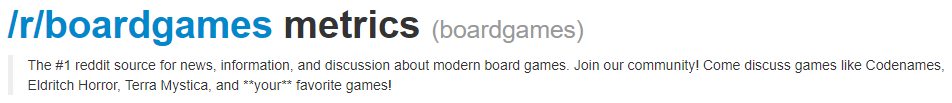 /r/boardgames metrics (boardgames)
The #1 reddit source for news, information, and discussion about modern board games. Join our community! Come discuss games like Codenames,
Eldritch Horror, Terra Mystica, and **your** favorite games!